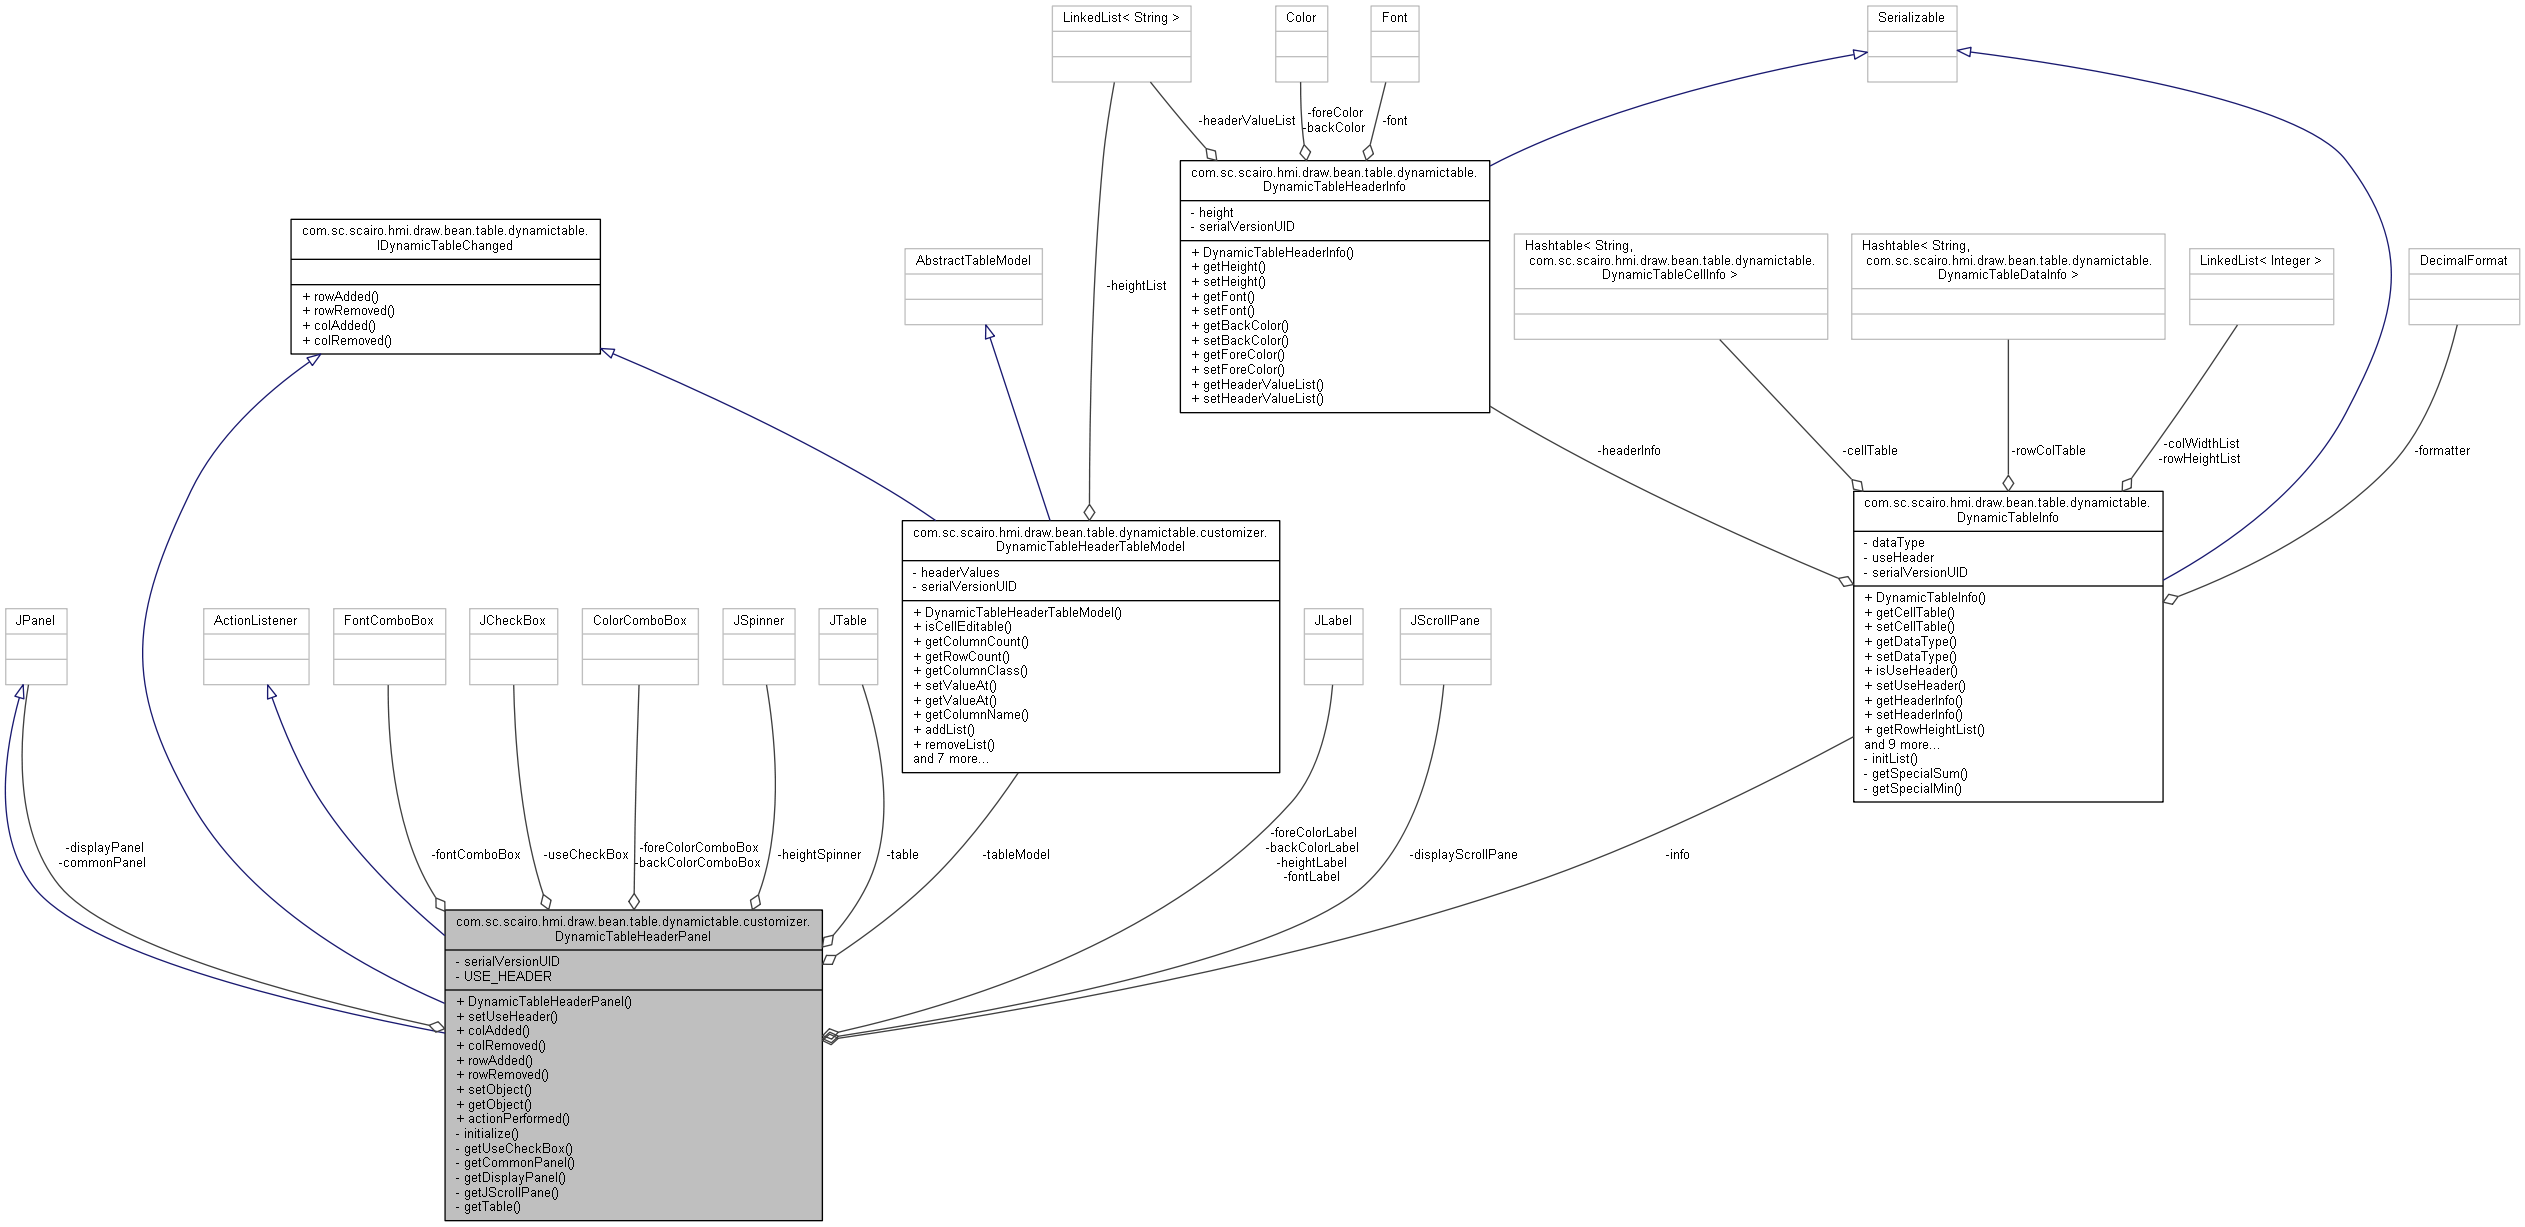 LinkedList< String >
Color
Font
Serializable
-headerValueList
-foreColor
-backColor
-font
com.sc.scairo.hmi.draw.bean.table.dynamictable.
DynamicTableHeaderInfo
- height
- serialVersionUID
+ DynamicTableHeaderInfo()
+ getHeight()
+ setHeight()
+ getFont()
+ setFont()
+ getBackColor()
+ setBackColor()
+ getForeColor()
+ setForeColor()
+ getHeaderValueList()
+ setHeaderValueList()
com.sc.scairo.hmi.draw.bean.table.dynamictable.
IDynamicTableChanged
+ rowAdded()
+ rowRemoved()
+ colAdded()
+ colRemoved()
AbstractTableModel
-heightList
Hashtable< String,
com.sc.scairo.hmi.draw.bean.table.dynamictable.
DynamicTableCellInfo >
Hashtable< String,
com.sc.scairo.hmi.draw.bean.table.dynamictable.
DynamicTableDataInfo >
LinkedList< Integer >
DecimalFormat
-headerInfo
-cellTable
-rowColTable
-colWidthList
-rowHeightList
-formatter
com.sc.scairo.hmi.draw.bean.table.dynamictable.customizer.
DynamicTableHeaderTableModel
- headerValues
- serialVersionUID
+ DynamicTableHeaderTableModel()
+ isCellEditable()
+ getColumnCount()
+ getRowCount()
+ getColumnClass()
+ setValueAt()
+ getValueAt()
+ getColumnName()
+ addList()
+ removeList()
and 7 more...
com.sc.scairo.hmi.draw.bean.table.dynamictable.
DynamicTableInfo
- dataType
- useHeader
- serialVersionUID
+ DynamicTableInfo()
+ getCellTable()
+ setCellTable()
+ getDataType()
+ setDataType()
+ isUseHeader()
+ setUseHeader()
+ getHeaderInfo()
+ setHeaderInfo()
+ getRowHeightList()
and 9 more...
- initList()
- getSpecialSum()
- getSpecialMin()
JPanel
ActionListener
FontComboBox
JCheckBox
ColorComboBox
JSpinner
JTable
JLabel
JScrollPane
-displayPanel
-commonPanel
-fontComboBox
-useCheckBox
-foreColorComboBox
-backColorComboBox
-heightSpinner
-table
-tableModel
-foreColorLabel
-backColorLabel
-heightLabel
-fontLabel
-displayScrollPane
-info
com.sc.scairo.hmi.draw.bean.table.dynamictable.customizer.
DynamicTableHeaderPanel
- serialVersionUID
- USE_HEADER
+ DynamicTableHeaderPanel()
+ setUseHeader()
+ colAdded()
+ colRemoved()
+ rowAdded()
+ rowRemoved()
+ setObject()
+ getObject()
+ actionPerformed()
- initialize()
- getUseCheckBox()
- getCommonPanel()
- getDisplayPanel()
- getJScrollPane()
- getTable()